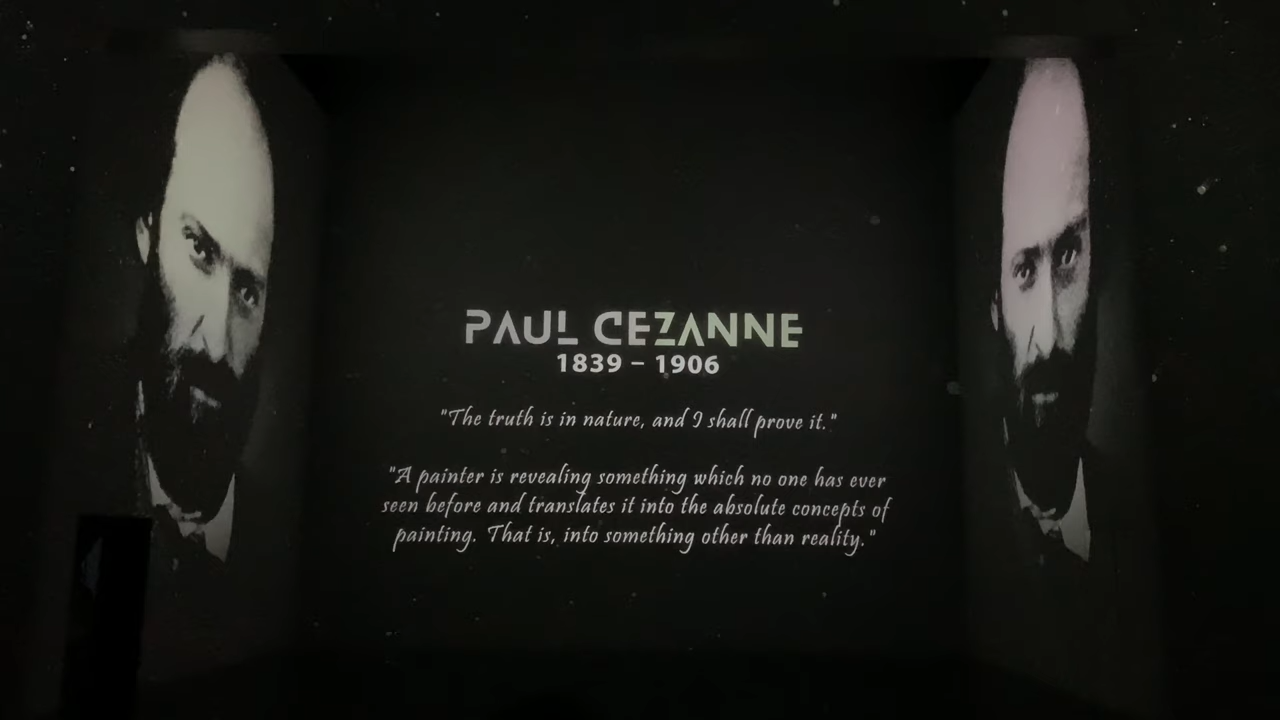 PAUL CEZANNE
1839 – 1906
"The truth is in nature, and I shall prove it."
"A painter is revealing something which no one has ever
seen before and translates it into the absolute concepts of
painting. That is, into something other than reality."